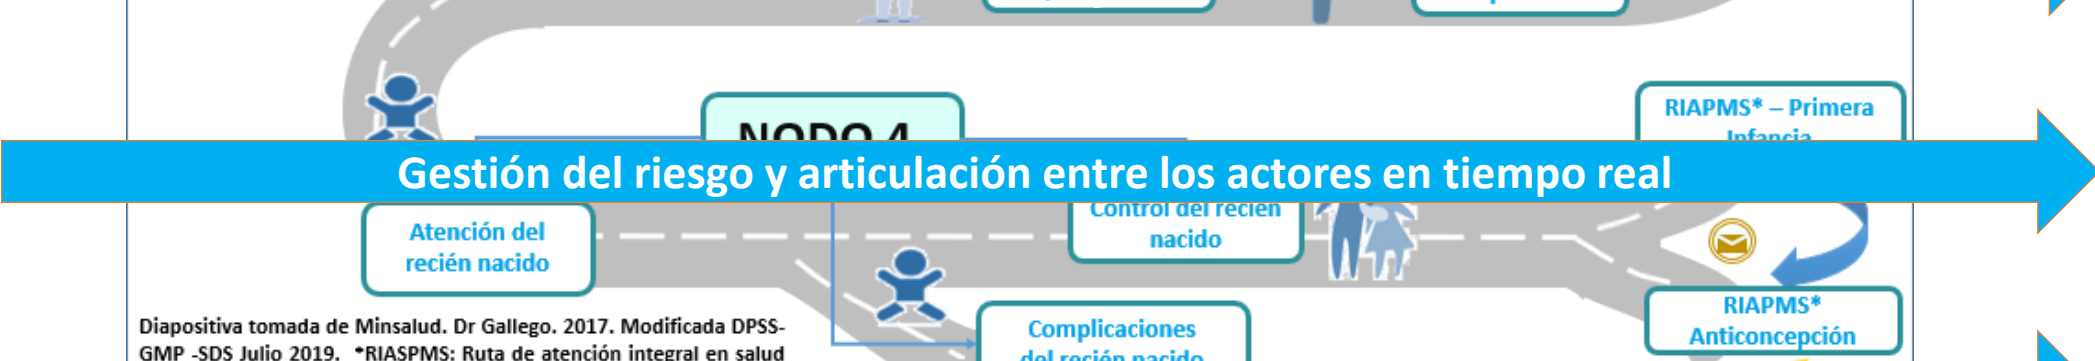 NODO 4
RIAPMS* – Primera
Infancia
Gestión del riesgo y articulación entre los actores en tiempo real
Atención del
recién nacido
Control del recién
nacido
Complicaciones
del recién nacido
RIAPMS*
Anticoncepción
Diapositiva tomada de Minsalud. Dr Gallego. 2017. Modificada DPSS-
GMP -SDS Julio 2019. *RIASPMS: Ruta de atención integral en salud